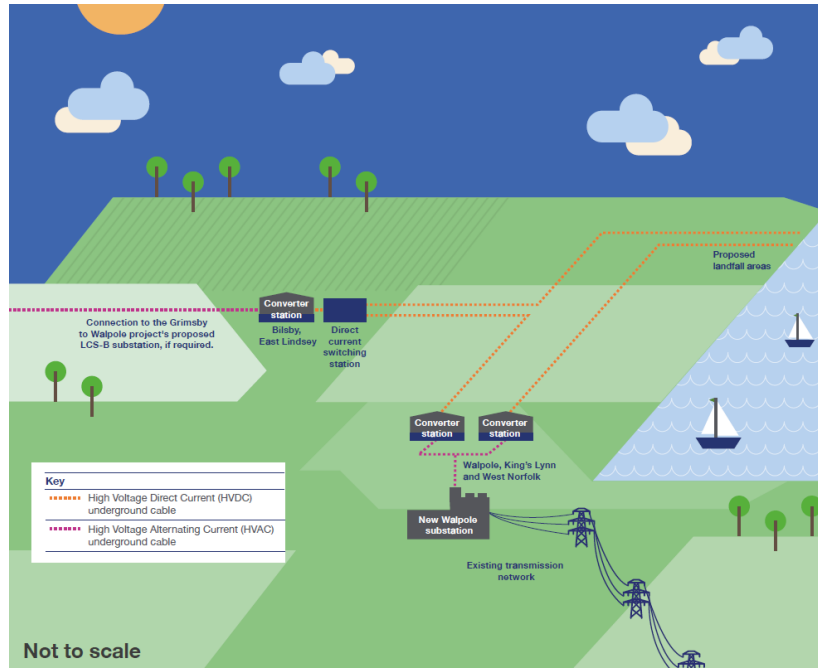 Proposed
landfall areas
Converter
station
Connection to the Grimsby
to Walpole project's proposed
LCS-B substation, if required.
Bilsby,
East Lindsey
Direct
current
switching
station
Converter
station
Converter
station
Walpole, King's Lynn
and West Norfolk
Key
High Voltage Direct Current (HVDC)
underground cable
High Voltage Alternating Current (HVAC)
underground cable
New Walpole
substation
Existing transmission
network
Not to scale